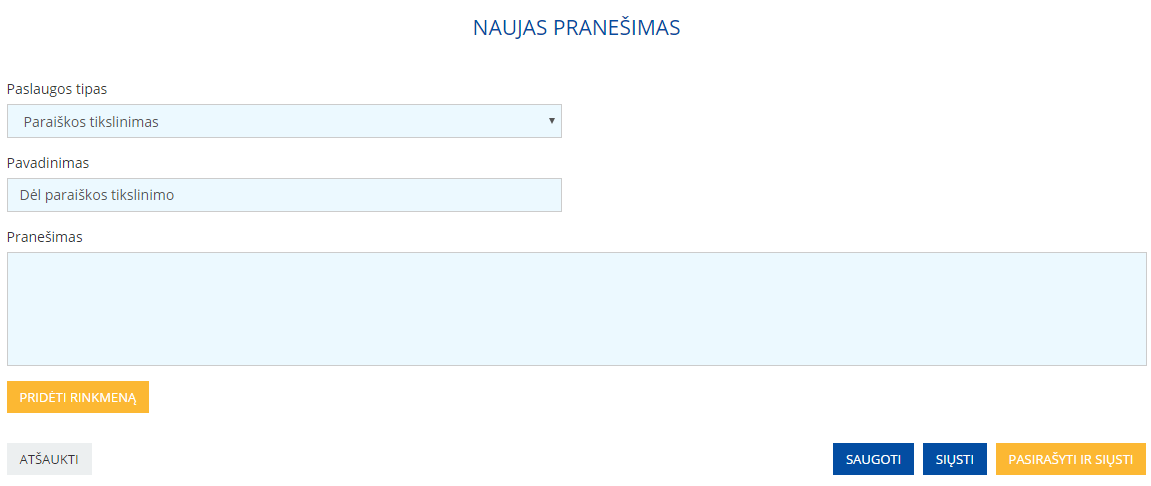 NAUJAS PRANEŠIMAS
Paslaugos tipas
Paraiškos tikslinimas
Pavadinimas
Dėl paraiškos tikslinimo
Pranešimas
PRIDĖTI RINKMENĄ
ATŠAUKTI SAUGOTI SIŲSTI PASIRAŠYTI IR SIŲSTI